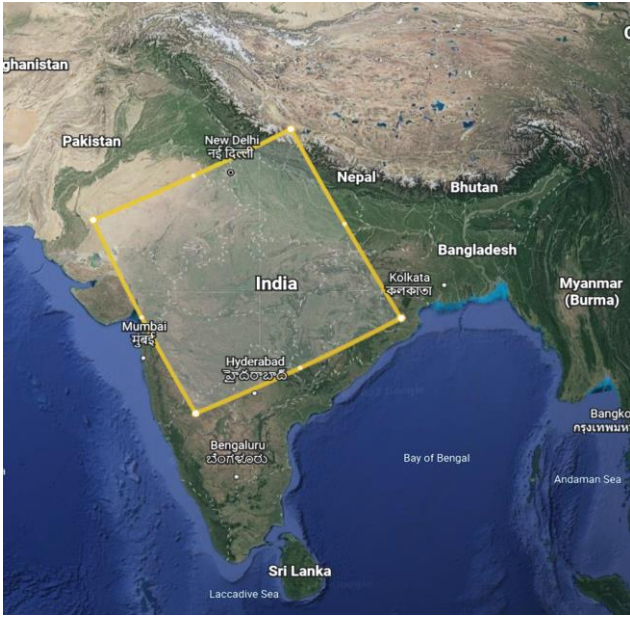 ghanistan
Pakistan
New Delhi
नई दिल्ली
Nepal
Bhutan
Bangladesh
India
Kolkata
কলকাতা
Myanmar
(Burma)
Mumbai
मुंबई
Hyderabad
హైదరాబాద్
Bangko
กรุงเทพมห
Bengaluru
ಬೆಂಗಳೂರು
Bay of Bengal
Andaman Sea
Sri Lanka
Laccadive Sea